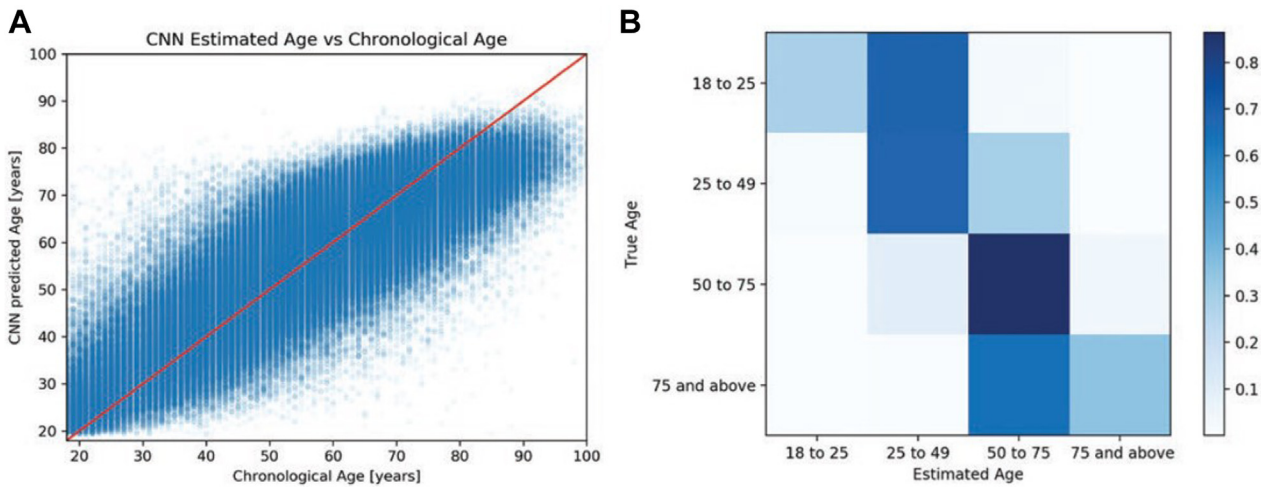 A
CNN Estimated Age vs Chronological Age
CNN predicted Age [years]
100
90
80
70
60
50
40
30
20
20 30 40 50 60 70 80 90 100
Chronological Age [years]
B
True Age
18 to 25
25 to 49
50 to 75
75 and above
18 to 25 25 to 49 50 to 75 75 and above
Estimated Age
0.8
0.7
0.6
0.5
0.4
0.3
0.2
0.1